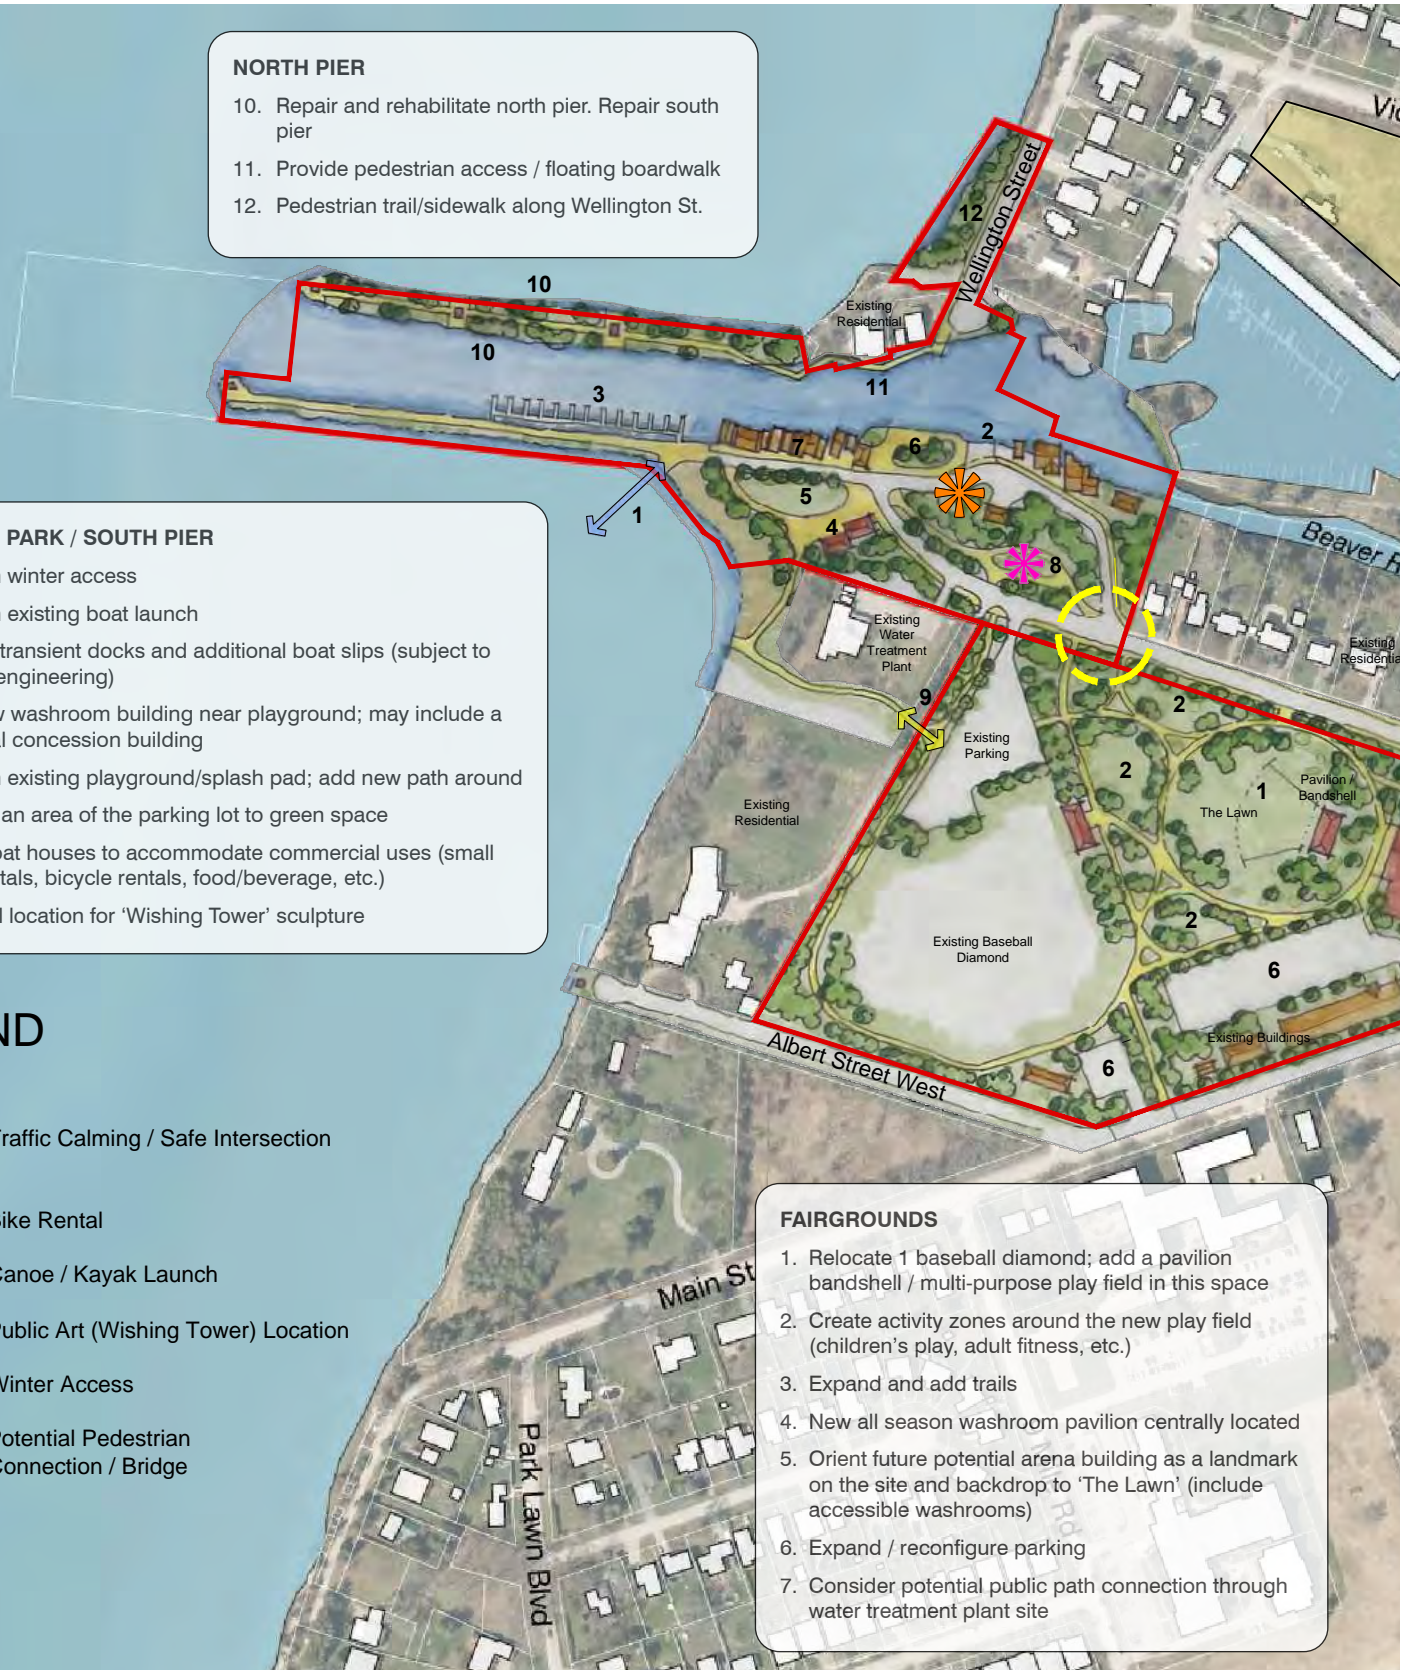 NORTH PIER
10. Repair and rehabilitate north pier. Repair south
pier
11. Provide pedestrian access / floating boardwalk
12. Pedestrian trail/sidewalk along Wellington St.
12
Wellington Street
10
Existing
Residential
10
11
3
7
6
2
5
4
8
1
Beaver
Existing
Water
Treatment
Plant
Existing
9
2
Existing
Parking
2
1
Pavilion /
Bandshell
The Lawn
Existing
Residential
2
Existing Baseball
Diamond
6
Existing Buildings
6
Albert Street West
PARK / SOUTH PIER
winter access
existing boat launch
transient docks and additional boat slips (subject to
engineering)
washroom building near playground; may include a
concession building
existing playground/splash pad; add new path around
an area of the parking lot to green space
houses to accommodate commercial uses (small
bicycle rentals, food/beverage, etc.)
location for ‘Wishing Tower’ sculpture
Traffic Calming / Safe Intersection
Bike Rental
Canoe / Kayak Launch
Public Art (Wishing Tower) Location
Winter Access
Potential Pedestrian
Connection / Bridge
Main St
Park Lawn Blvd
FAIRGROUNDS
1. Relocate 1 baseball diamond; add a pavilion
bandshell / multi-purpose play field in this space
2. Create activity zones around the new play field
(children’s play, adult fitness, etc.)
3. Expand and add trails
4. New all season washroom pavilion centrally located
5. Orient future potential arena building as a landmark
on the site and backdrop to ‘The Lawn’ (include
accessible washrooms)
6. Expand / reconfigure parking
7. Consider potential public path connection through
water treatment plant site